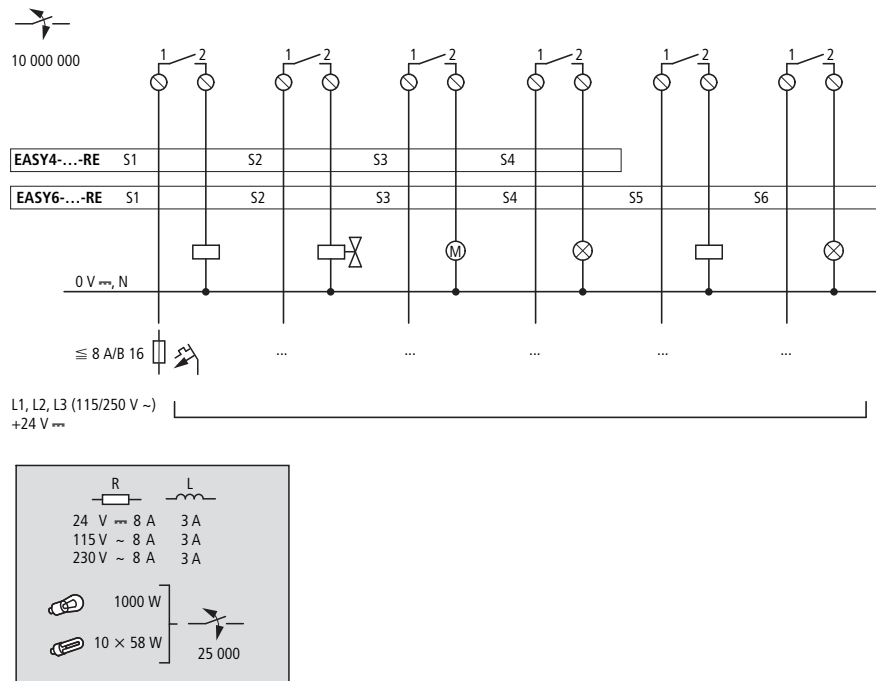 10 000 000
1 2 1 2 1 2 1 2 1 2 1 2
EASY4-...-RE S1 S2 S3 S4
EASY6-...-RE S1 S2 S3 S4 S5 S6
M
0 V ⎓, N
≦ 8 A/B 16 ... ... ... ... ...
L1, L2, L3 (115/250 V ~)
+24 V ⎓
R L
24 V ⎓ 8 A 3 A
115 V ~ 8 A 3 A
230 V ~ 8 A 3 A
1000 W
10 × 58 W
25 000